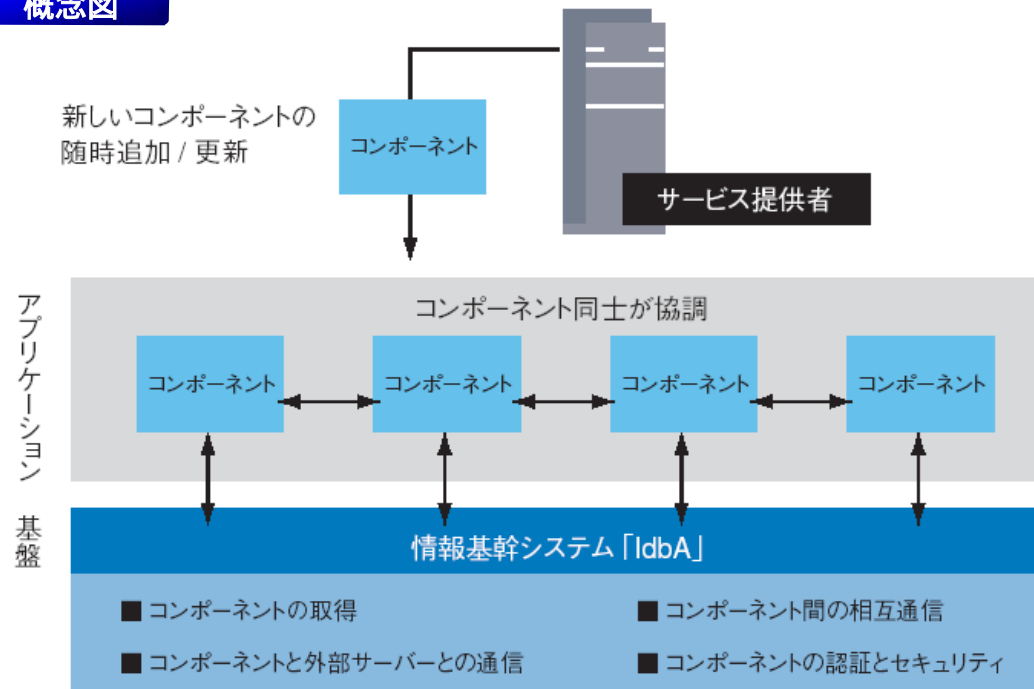 概念図
新しいコンポーネントの
随時追加 / 更新
コンポーネント
サービス提供者
アプリケーション
コンポーネント同士が協調
コンポーネント
コンポーネント
コンポーネント
コンポーネント
基盤
情報基幹システム「IdbA」
■ コンポーネントの取得
■ コンポーネント間の相互通信
■ コンポーネントと外部サーバーとの通信
■ コンポーネントの認証とセキュリティ